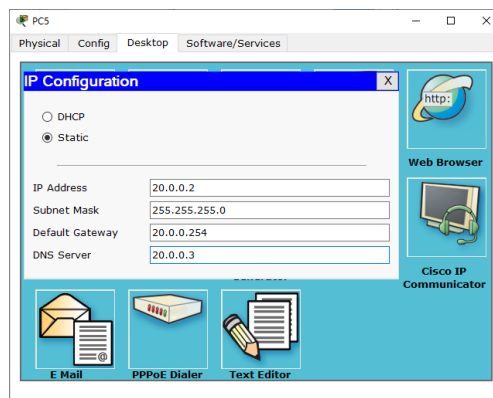 PC5
Physical Config Desktop Software/Services
IP Configuration X
http:
DHCP
Static
Web Browser
IP Address 20.0.0.2
Subnet Mask 255.255.255.0
Default Gateway 20.0.0.254
DNS Server 20.0.0.3
Cisco IP
Communicator
@
E Mail PPPoE Dialer Text Editor